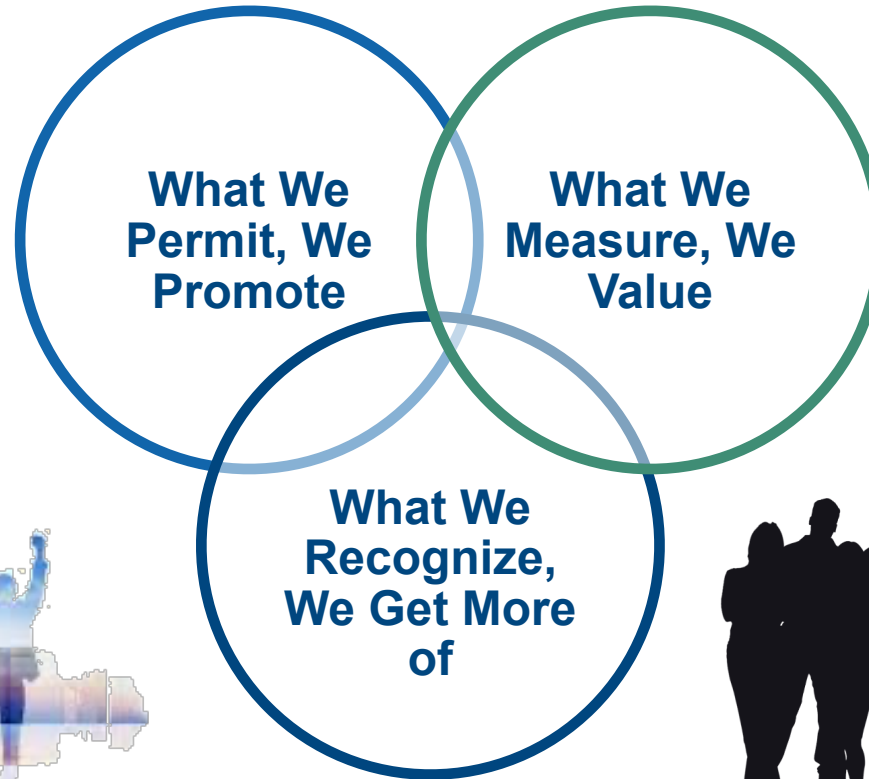 What We
Permit, We
Promote
What We
Measure, We
Value
What We
Recognize,
We Get More
of